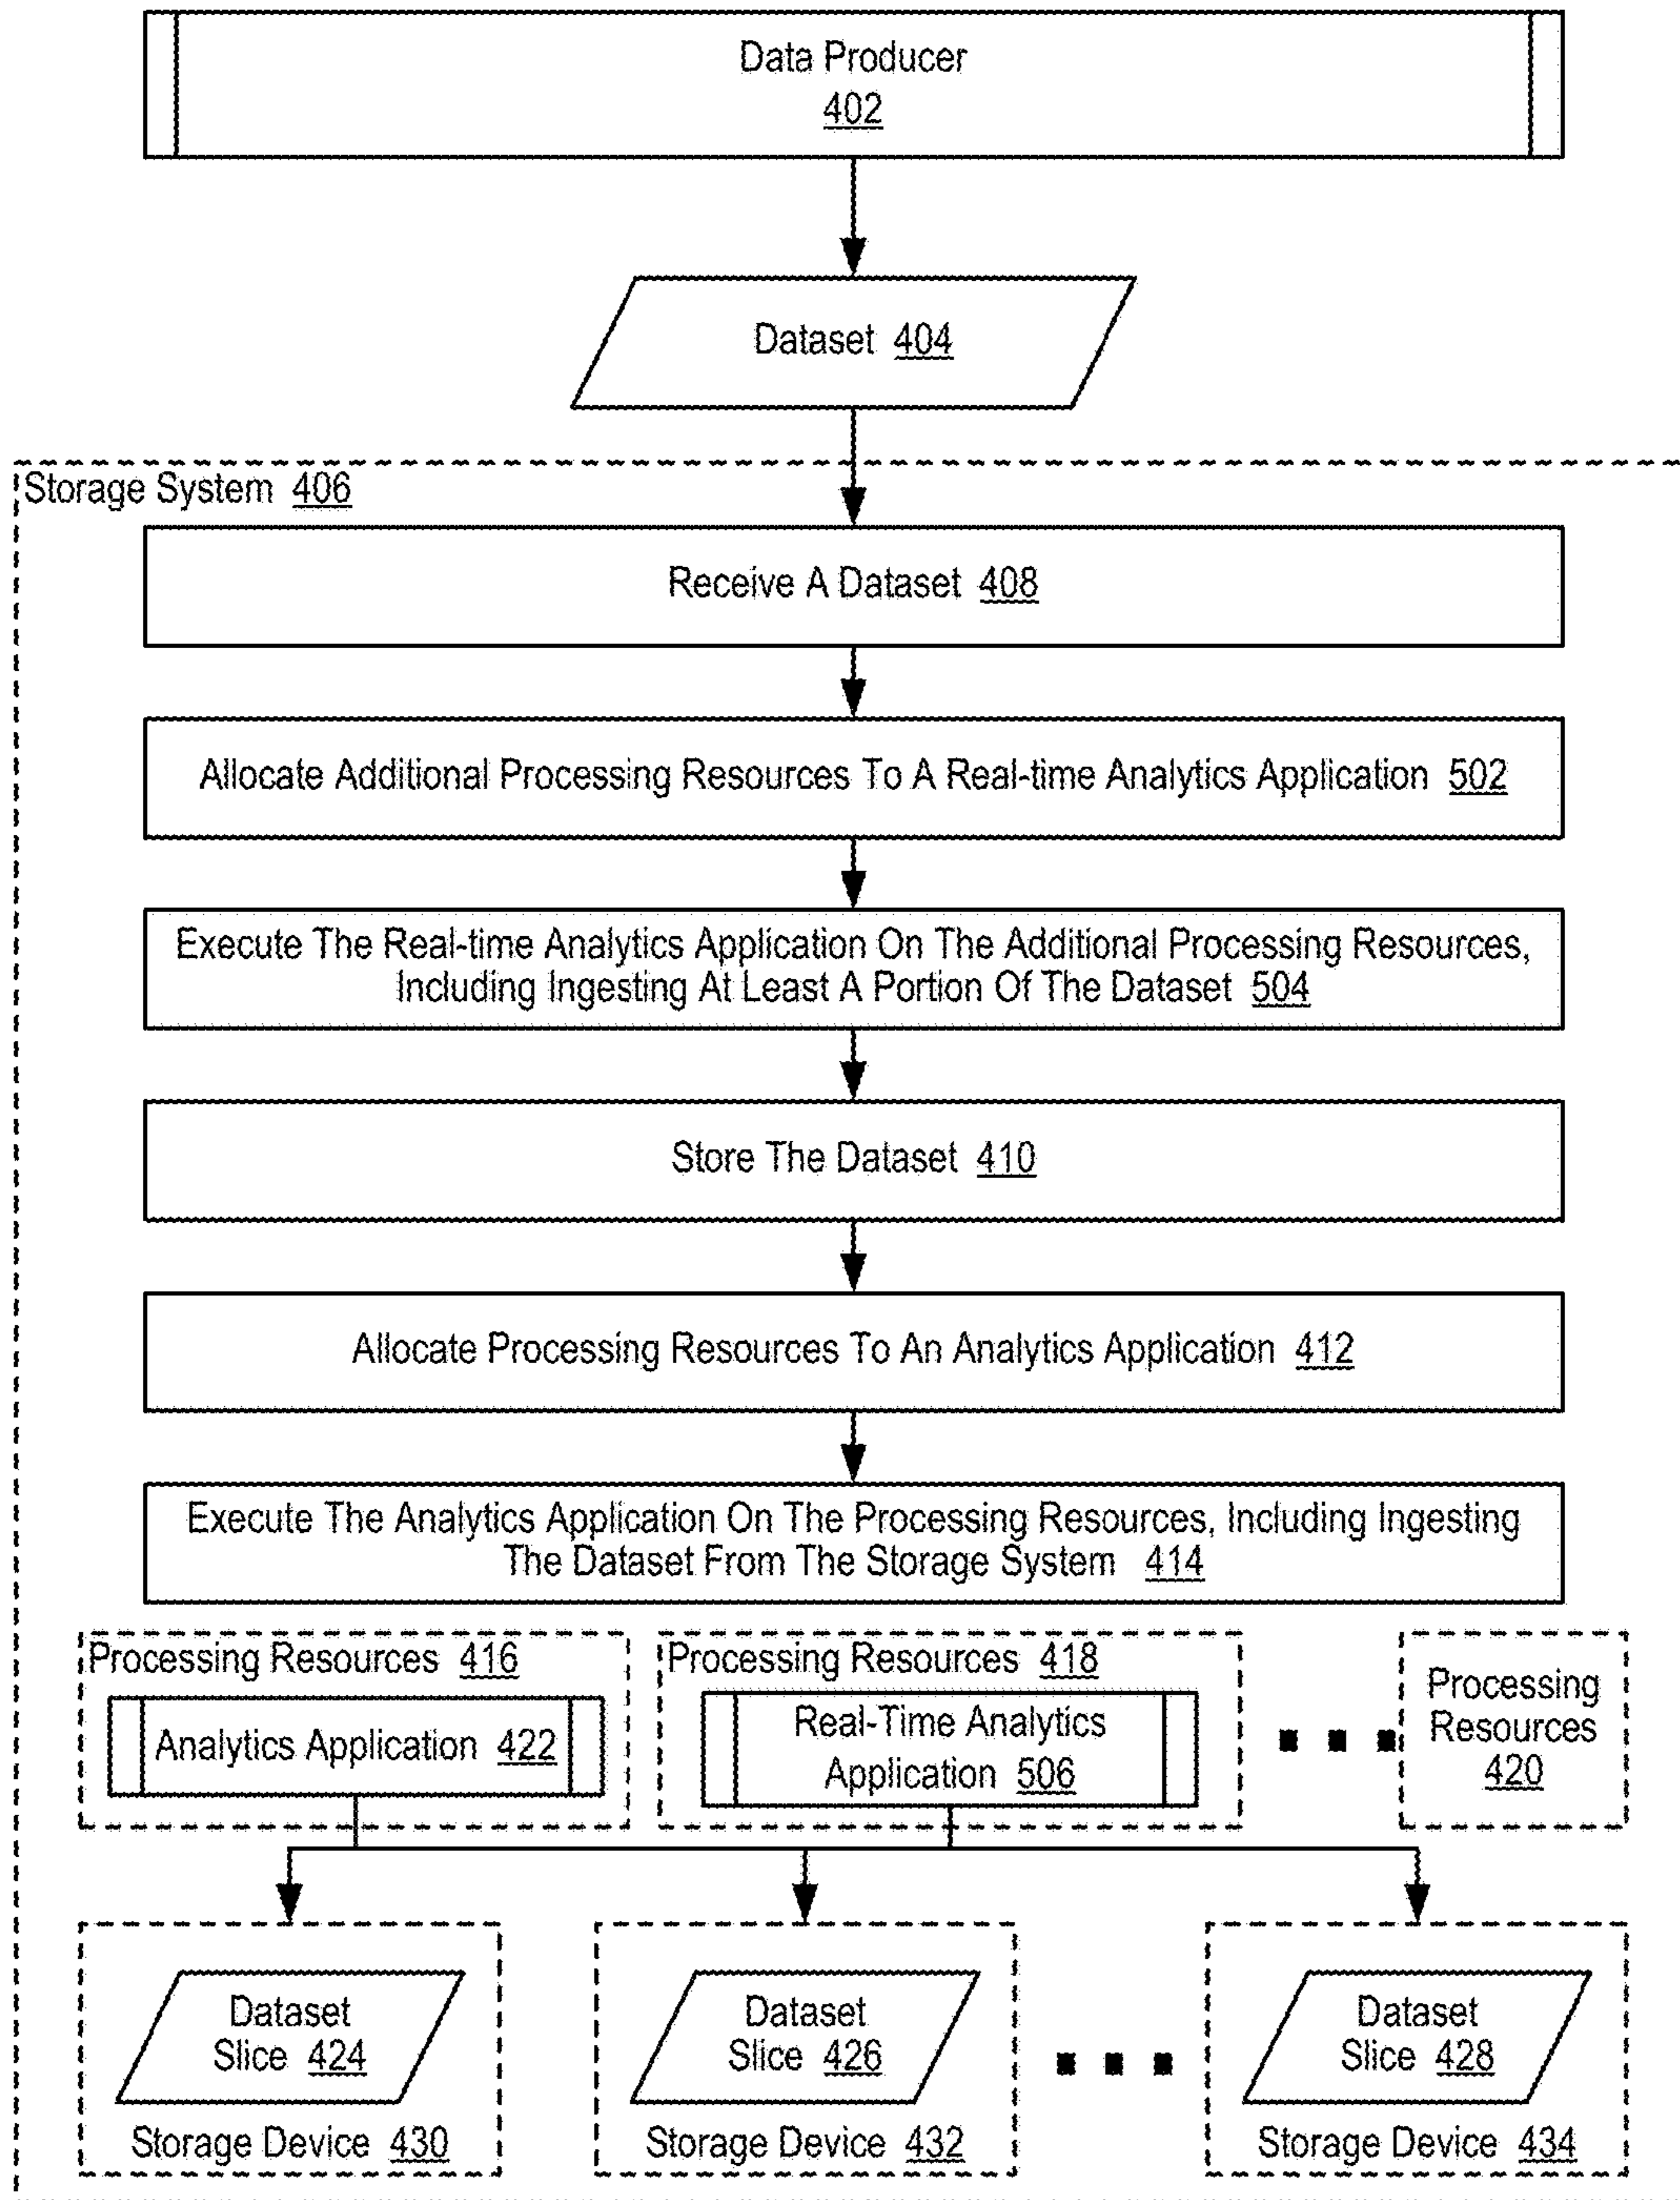 Data Producer
402
Dataset 404
Storage System 406
Receive A Dataset 408
Allocate Additional Processing Resources To A Real-time Analytics Application 502
Execute The Real-time Analytics Application On The Additional Processing Resources,
Including Ingesting At Least A Portion Of The Dataset 504
Store The Dataset 410
Allocate Processing Resources To An Analytics Application 412
Execute The Analytics Application On The Processing Resources, Including Ingesting
The Dataset From The Storage System 414
Processing Resources 416
Analytics Application 422
Processing Resources 418
Real-Time Analytics
Application 506
Processing
Resources
420
Dataset
Slice 424
Storage Device 430
Dataset
Slice 426
Storage Device 432
Dataset
Slice 428
Storage Device 434